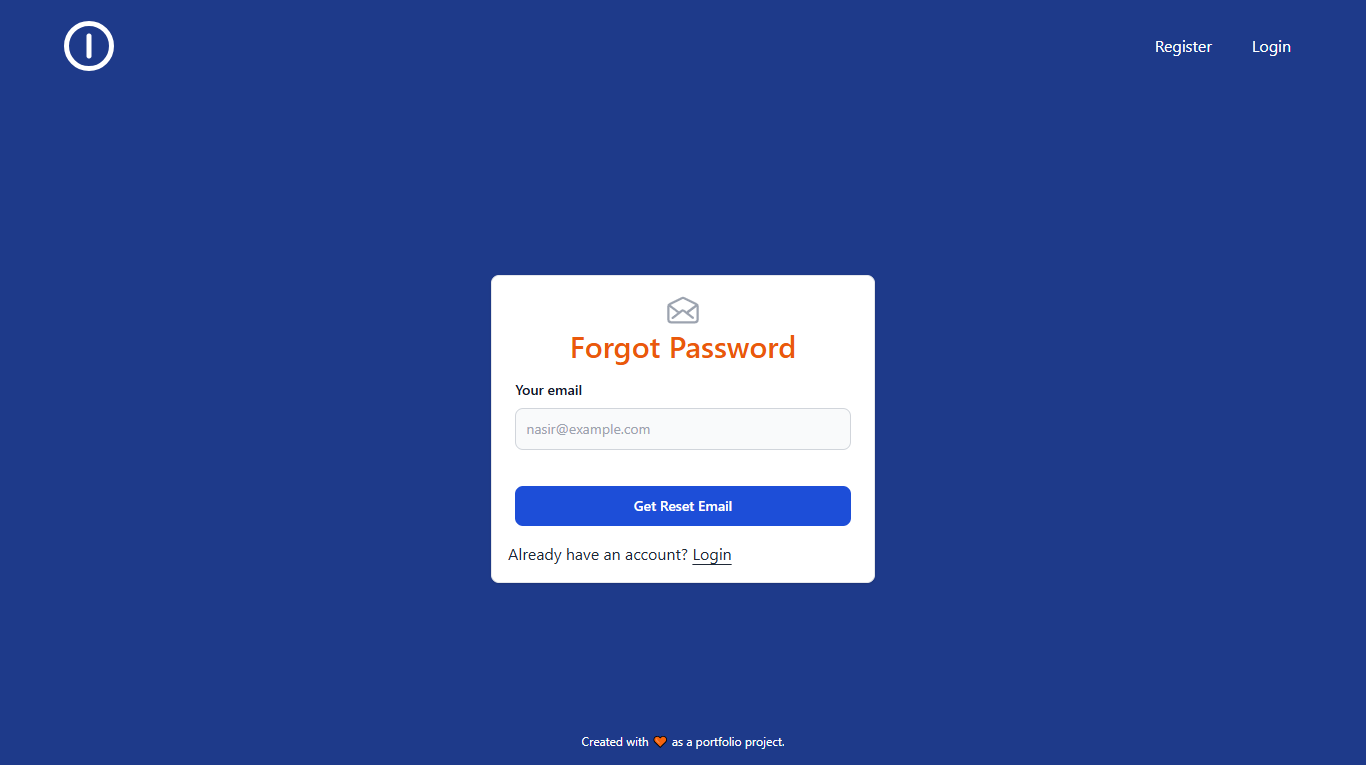 Register Login
Forgot Password
Your email
nasir@example.com
Get Reset Email
Already have an account? Login
Created with 🧡 as a portfolio project.